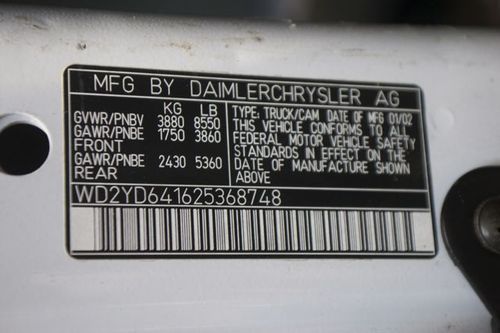 MFG BY DAIMLERCHRYSLER AG
KG LB
GVWR/PNBV 3880 8550
GAWR/PNBE 1750 3860
FRONT
GAWR/PNBE 2430 5360
REAR
TYPE: TRUCK/CAM DATE OF MFG 01/02
THIS VEHICLE CONFORMS TO ALL
FEDERAL MOTOR VEHICLE SAFETY
STANDARDS IN EFFECT ON THE
DATE OF MANUFACTURE SHOWN
ABOVE
WD2YD641625368748